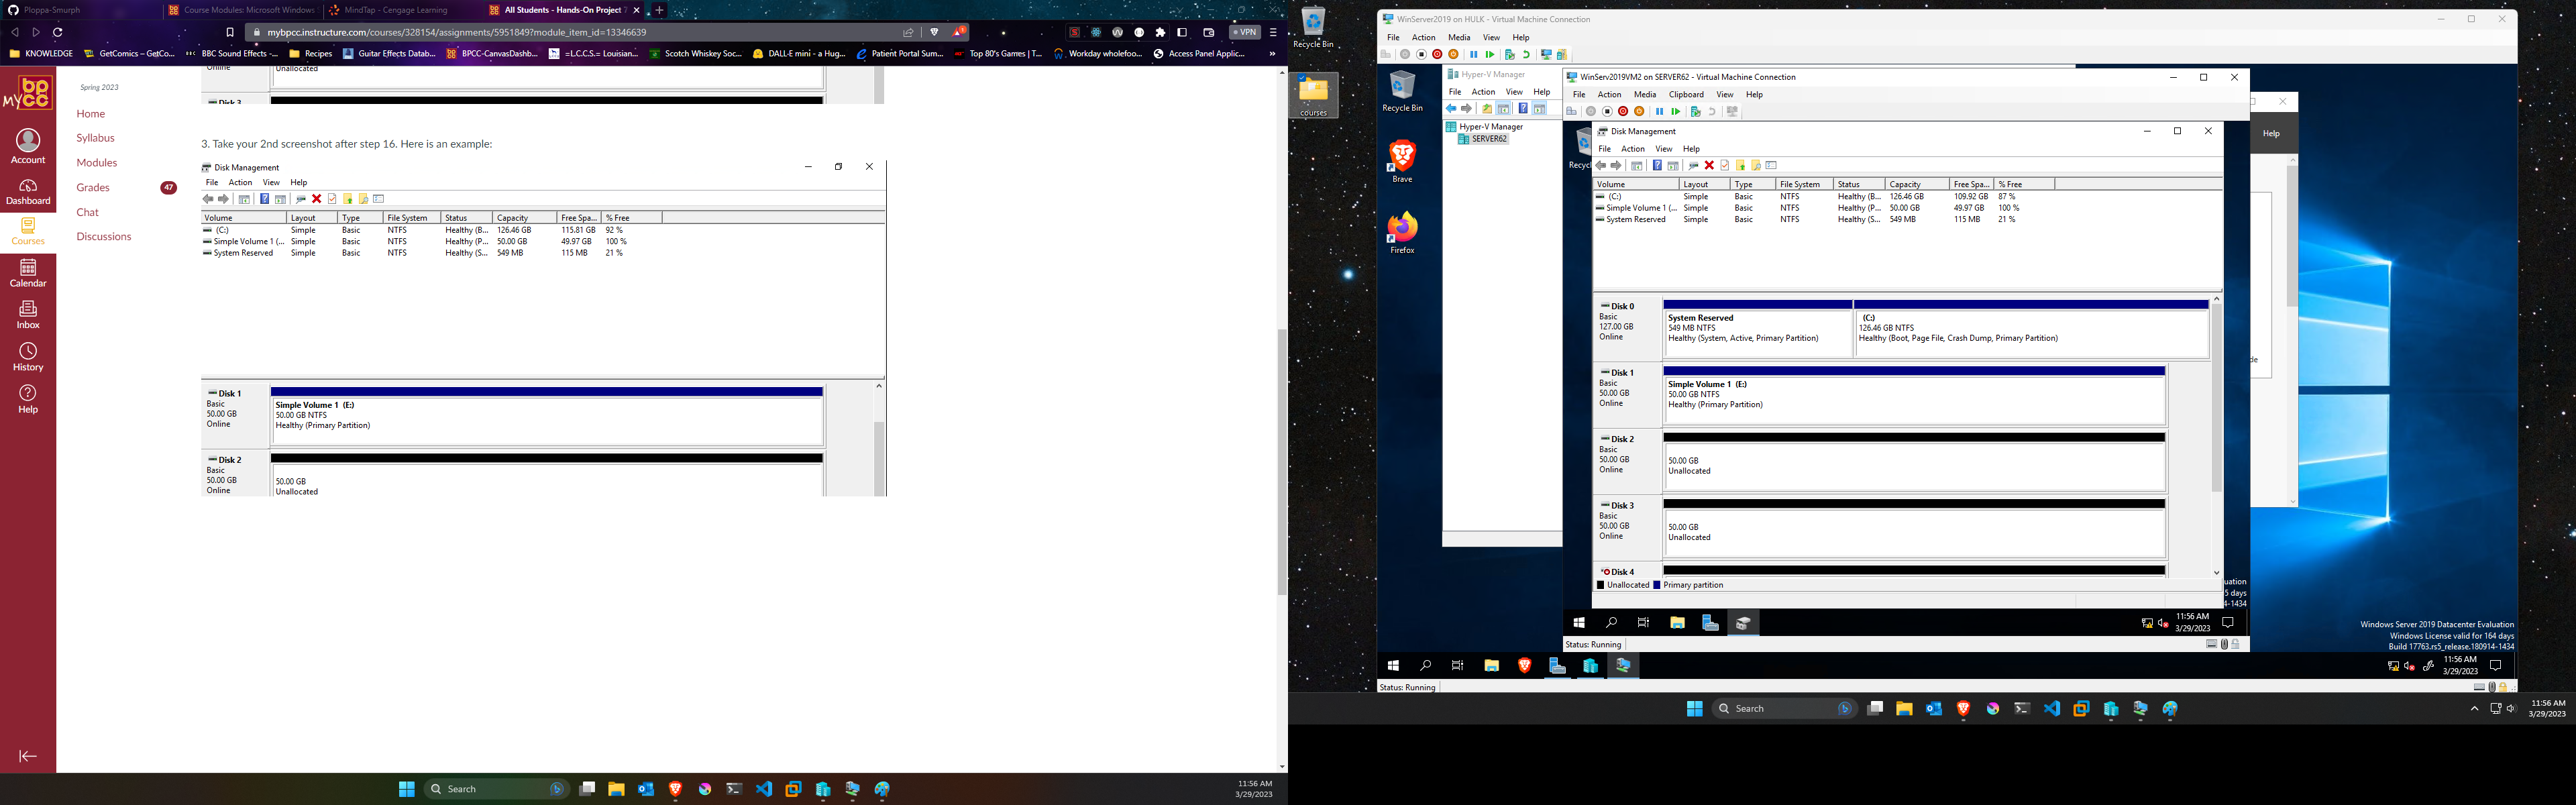 Ploppa-Smurph
Course Modules: Microsoft Windows
MindTap - Cengage Learning
All Students - Hands-On Project 7
mybpcc.instructure.com/courses/328154/assignments/5951849?module_item_id=13346639
VPN
KNOWLEDGE
GetComics – GetCo...
BBC Sound Effects -...
Recipes
Guitar Effects Datab...
BPCC-CanvasDashb...
=L.C.C.S.= Louisian...
Scotch Whiskey Soc...
DALL·E mini - a Hug...
Patient Portal Sum...
Top 80's Games | T...
Workday wholefoo...
Access Panel Applic...
MY bpcc
Account
Dashboard
Courses
Calendar
Inbox
History
Help
Spring 2023
Home
Syllabus
Modules
Grades 47
Chat
Discussions
Online
Unallocated
Disk 3
3. Take your 2nd screenshot after step 16. Here is an example:
Disk Management
File Action View Help
Volume Layout Type File System Status Capacity Free Spa... % Free
(C:) Simple Basic NTFS Healthy (B... 126.46 GB 115.81 GB 92 %
Simple Volume 1 (... Simple Basic NTFS Healthy (P... 50.00 GB 49.97 GB 100 %
System Reserved Simple Basic NTFS Healthy (S... 549 MB 115 MB 21 %
Disk 1
Basic
50.00 GB
Online
Simple Volume 1 (E:)
50.00 GB NTFS
Healthy (Primary Partition)
Disk 2
Basic
50.00 GB
Online
50.00 GB
Unallocated
Search
11:56 AM
3/29/2023
Recycle Bin
courses
WinServer2019 on HULK - Virtual Machine Connection
File Action Media View Help
Recycle Bin
Brave
Firefox
Hyper-V Manager
File Action View Help
Hyper-V Manager
SERVER62
WinServ2019VM2 on SERVER62 - Virtual Machine Connection
File Action Media Clipboard View Help
Recyc
Disk Management
File Action View Help
Volume Layout Type File System Status Capacity Free Spa... % Free
(C:) Simple Basic NTFS Healthy (B... 126.46 GB 109.92 GB 87 %
Simple Volume 1 (... Simple Basic NTFS Healthy (P... 50.00 GB 49.97 GB 100 %
System Reserved Simple Basic NTFS Healthy (S... 549 MB 115 MB 21 %
Disk 0
Basic
127.00 GB
Online
System Reserved
549 MB NTFS
Healthy (System, Active, Primary Partition)
(C:)
126.46 GB NTFS
Healthy (Boot, Page File, Crash Dump, Primary Partition)
Disk 1
Basic
50.00 GB
Online
Simple Volume 1 (E:)
50.00 GB NTFS
Healthy (Primary Partition)
Disk 2
Basic
50.00 GB
Online
50.00 GB
Unallocated
Disk 3
Basic
50.00 GB
Online
50.00 GB
Unallocated
Disk 4
Unallocated Primary partition
Help
de
uation
5 days
4-1434
11:56 AM
3/29/2023
Status: Running
Windows Server 2019 Datacenter Evaluation
Windows License valid for 164 days
Build 17763.rs5_release.180914-1434
11:56 AM
3/29/2023
Status: Running
Search
11:56 AM
3/29/2023